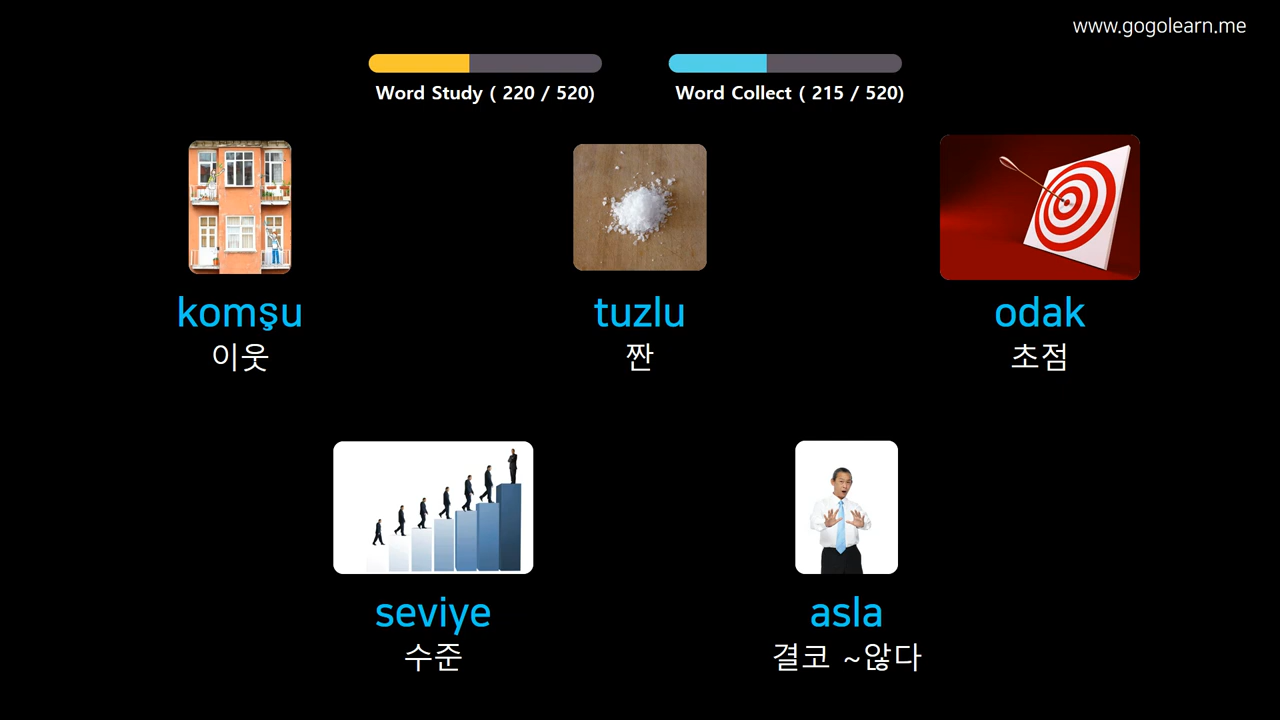 www.gogolearn.me
Word Study ( 220 / 520)
Word Collect ( 215 / 520)
komşu
이웃
tuzlu
짠
odak
초점
seviye
수준
asla
결코 ~않다